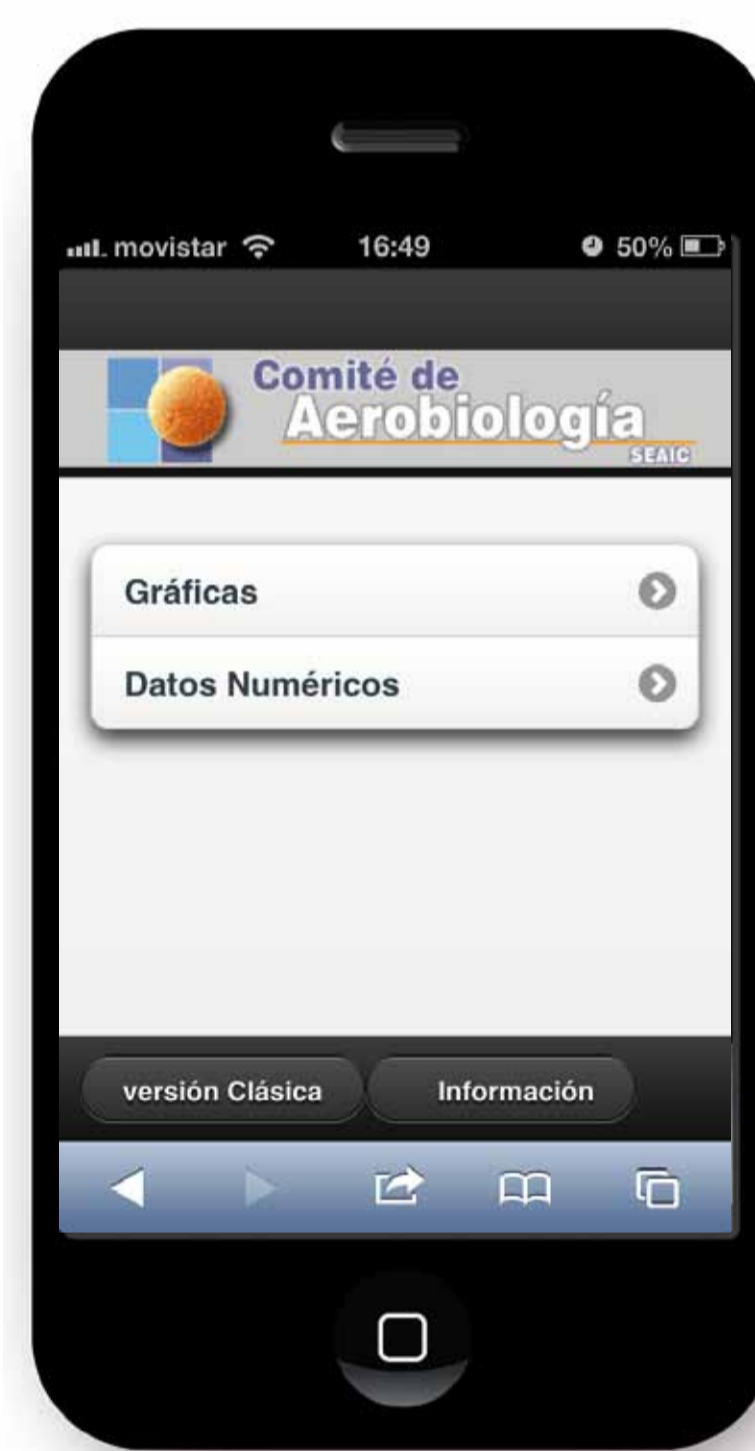 movistar 16:49 50%
Comité de
Aerobiología
SEAIC
Gráficas
Datos Numéricos
versión Clásica Información